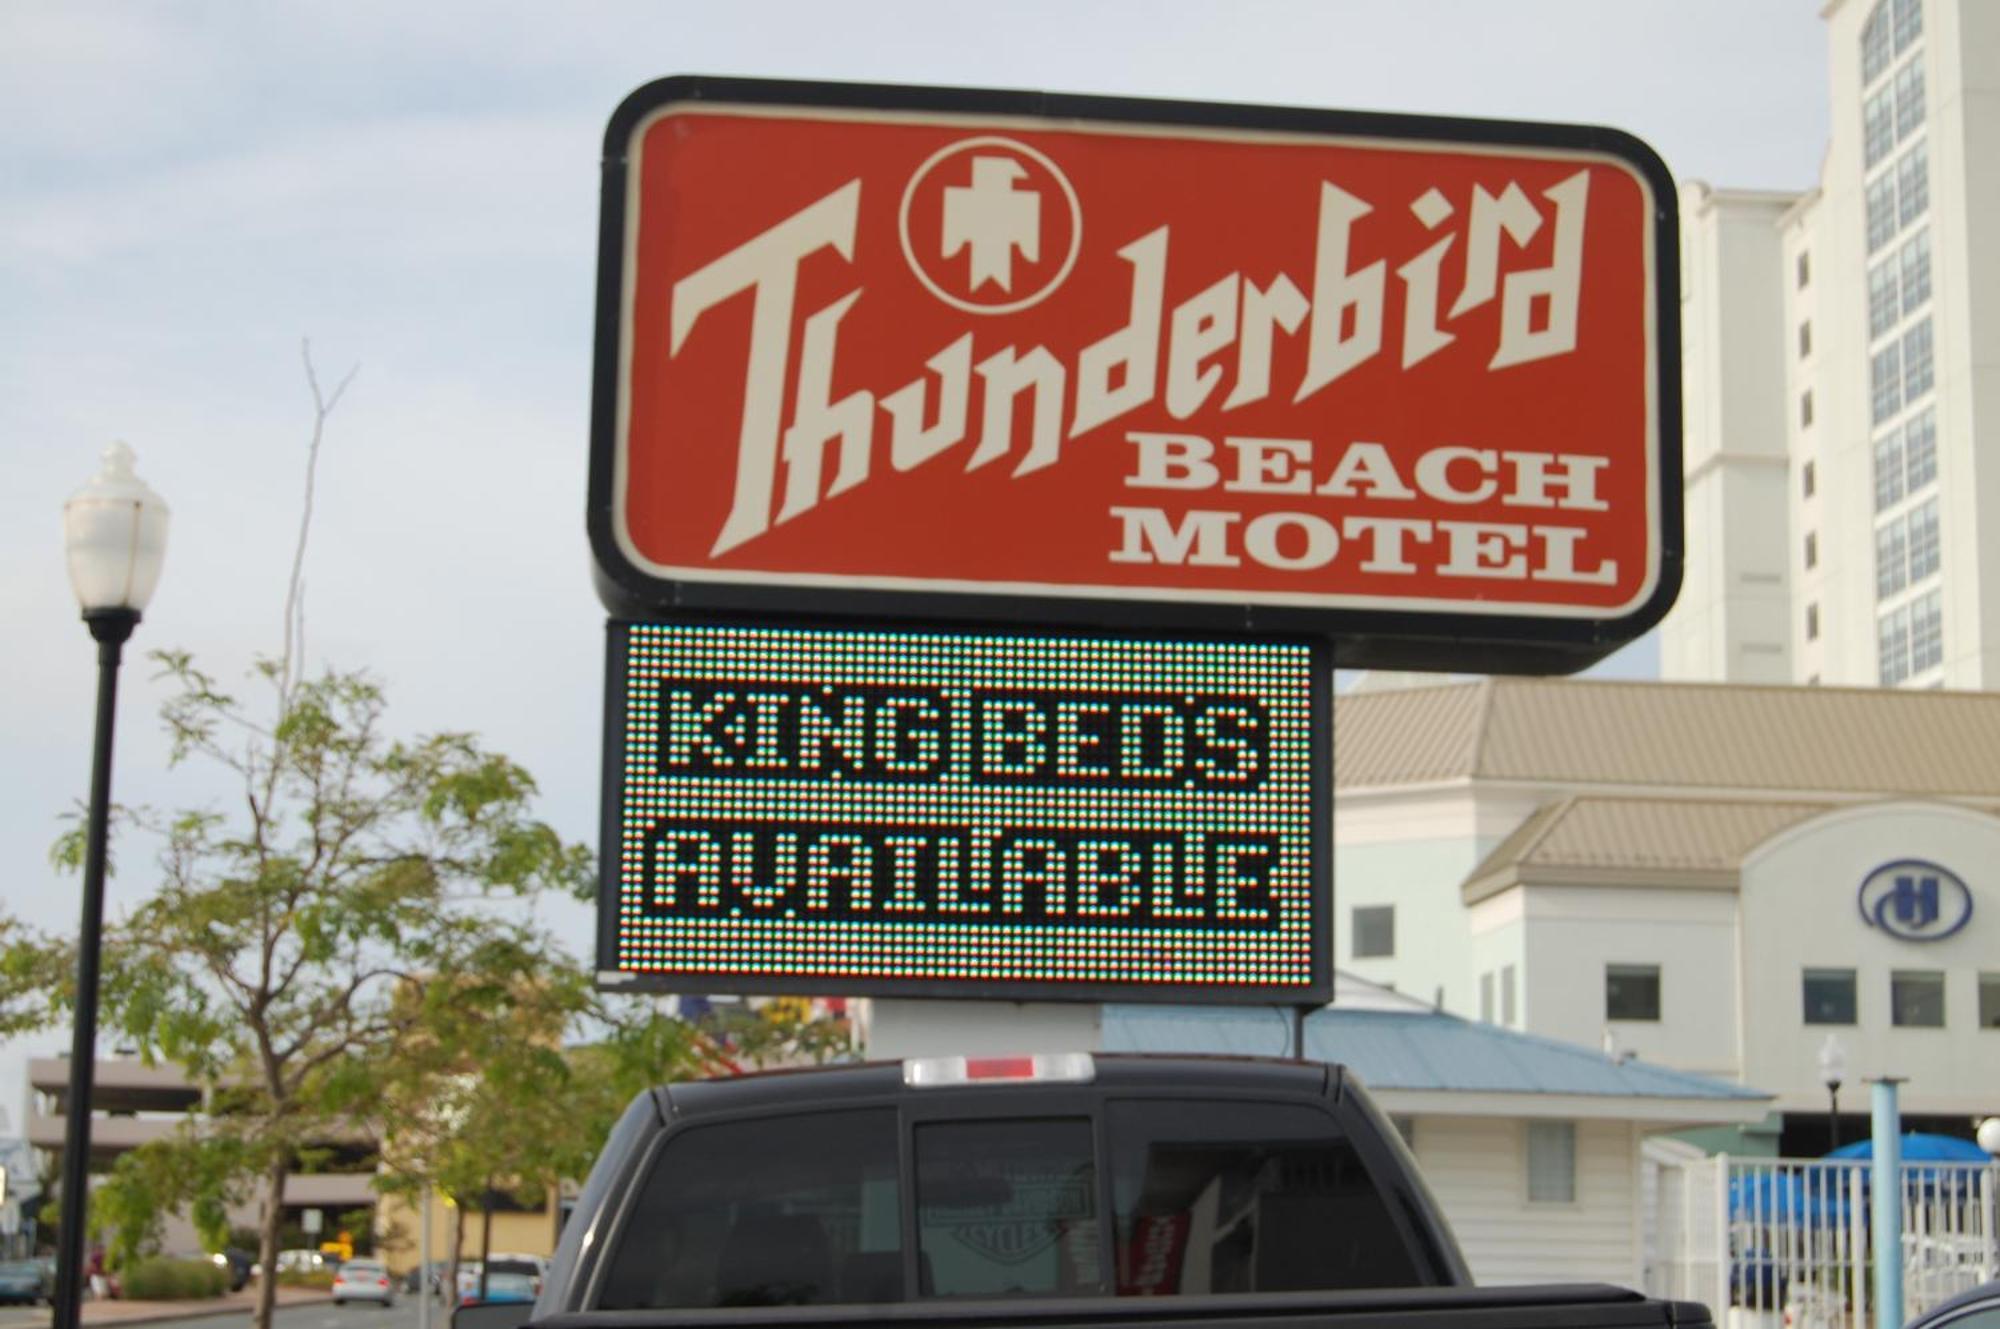 Thunderbird
BEACH
MOTEL
KING BEDS
AVAILABLE
H